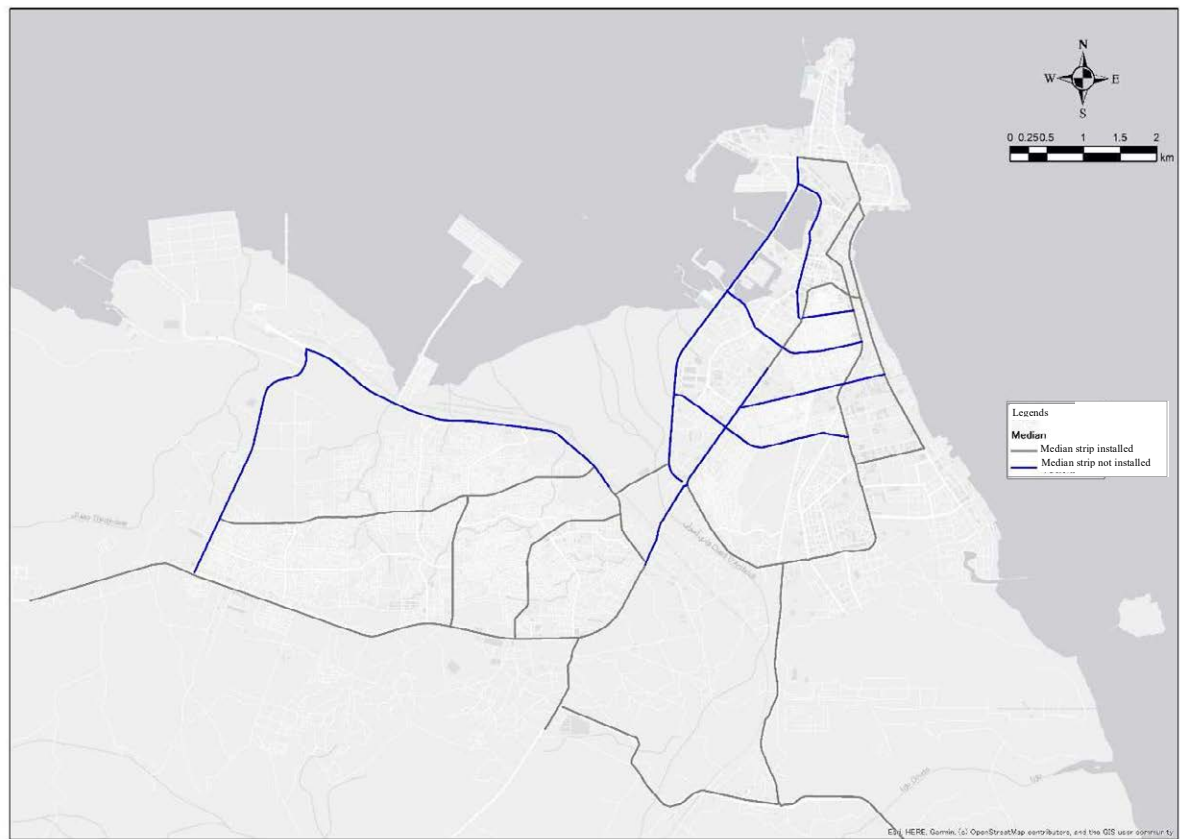 N
W E
S
0 0.250.5 1 1.5 2
km
Legends
Median
Median strip installed
Median strip not installed
Esri, HERE, Garmin, (c) OpenStreetMap contributors, and the GIS user community